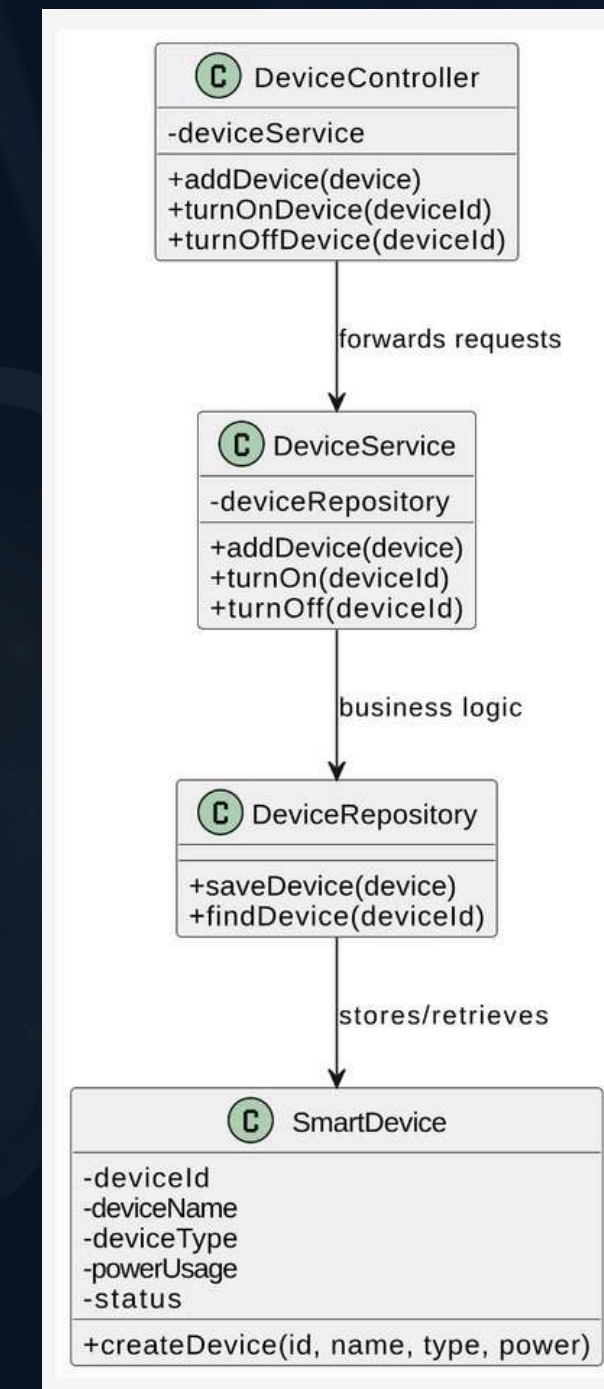 C DeviceController
-deviceService
+addDevice(device)
+turnOnDevice(deviceId)
+turnOffDevice(deviceId)
forwards requests
C DeviceService
-deviceRepository
+addDevice(device)
+turnOn(deviceId)
+turnOff(deviceId)
business logic
C DeviceRepository
+saveDevice(device)
+findDevice(deviceId)
stores/retrieves
C SmartDevice
-deviceId
-deviceName
-deviceType
-powerUsage
-status
+createDevice(id, name, type, power)